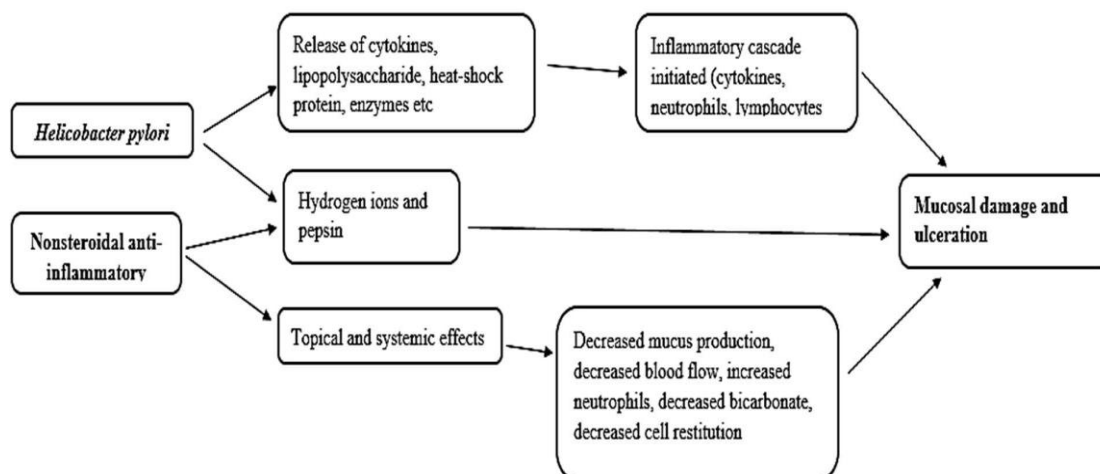 Release of cytokines,
lipopolysaccharide, heat-shock
protein, enzymes etc
Inflammatory cascade
initiated (cytokines,
neutrophils, lymphocytes
Helicobacter pylori
Hydrogen ions and
pepsin
Mucosal damage and
ulceration
Nonsteroidal anti-
inflammatory
Topical and systemic effects
Decreased mucus production,
decreased blood flow, increased
neutrophils, decreased bicarbonate,
decreased cell restitution